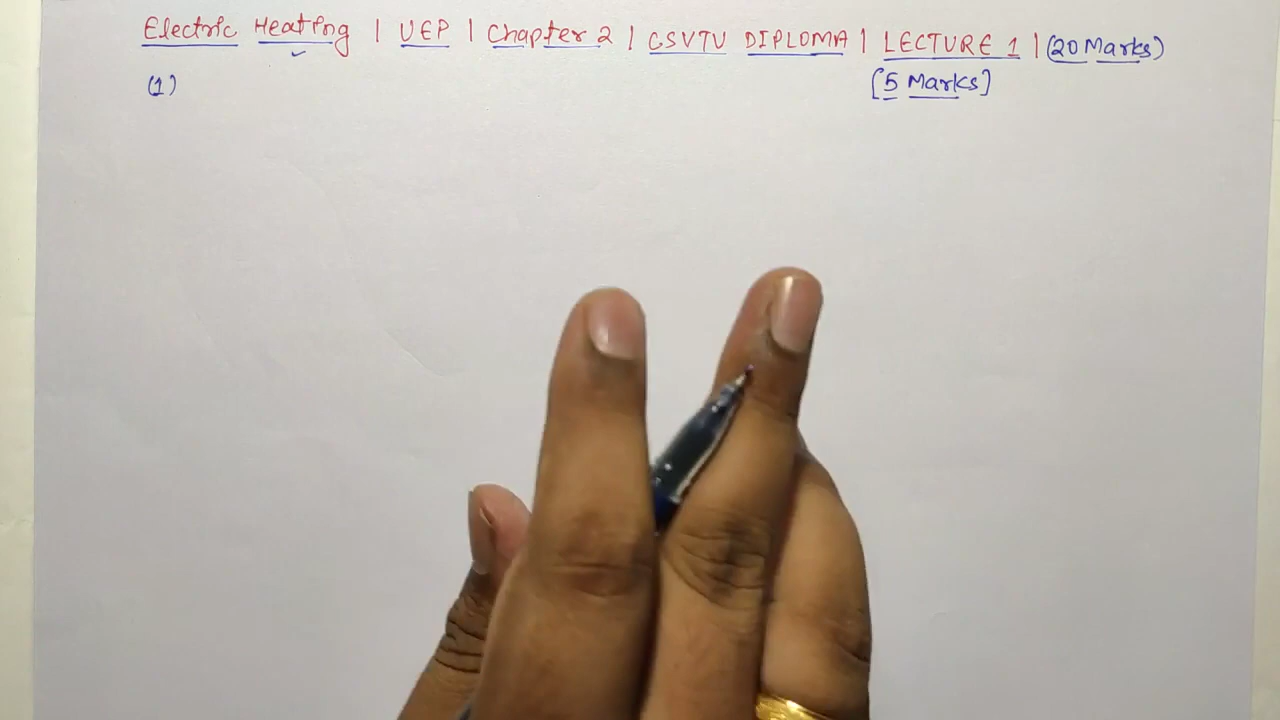 Electric Heating | UEP | Chapter 2 | CSVTU DIPLOMA | LECTURE 1 | (20 Marks)
(1) [5 Marks]